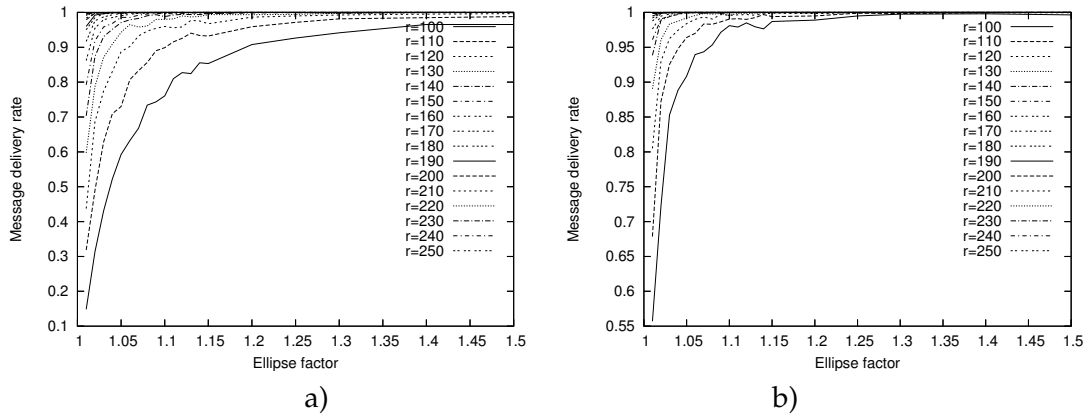 1
0.9
0.8
0.7
0.6
0.5
0.4
0.3
0.2
0.1
Message delivery rate
1 1.05 1.1 1.15 1.2 1.25 1.3 1.35 1.4 1.45 1.5
Ellipse factor
r=100
r=110
r=120
r=130
r=140
r=150
r=160
r=170
r=180
r=190
r=200
r=210
r=220
r=230
r=240
r=250
a)
1
0.95
0.9
0.85
0.8
0.75
0.7
0.65
0.6
0.55
Message delivery rate
1 1.05 1.1 1.15 1.2 1.25 1.3 1.35 1.4 1.45 1.5
Ellipse factor
r=100
r=110
r=120
r=130
r=140
r=150
r=160
r=170
r=180
r=190
r=200
r=210
r=220
r=230
r=240
r=250
b)